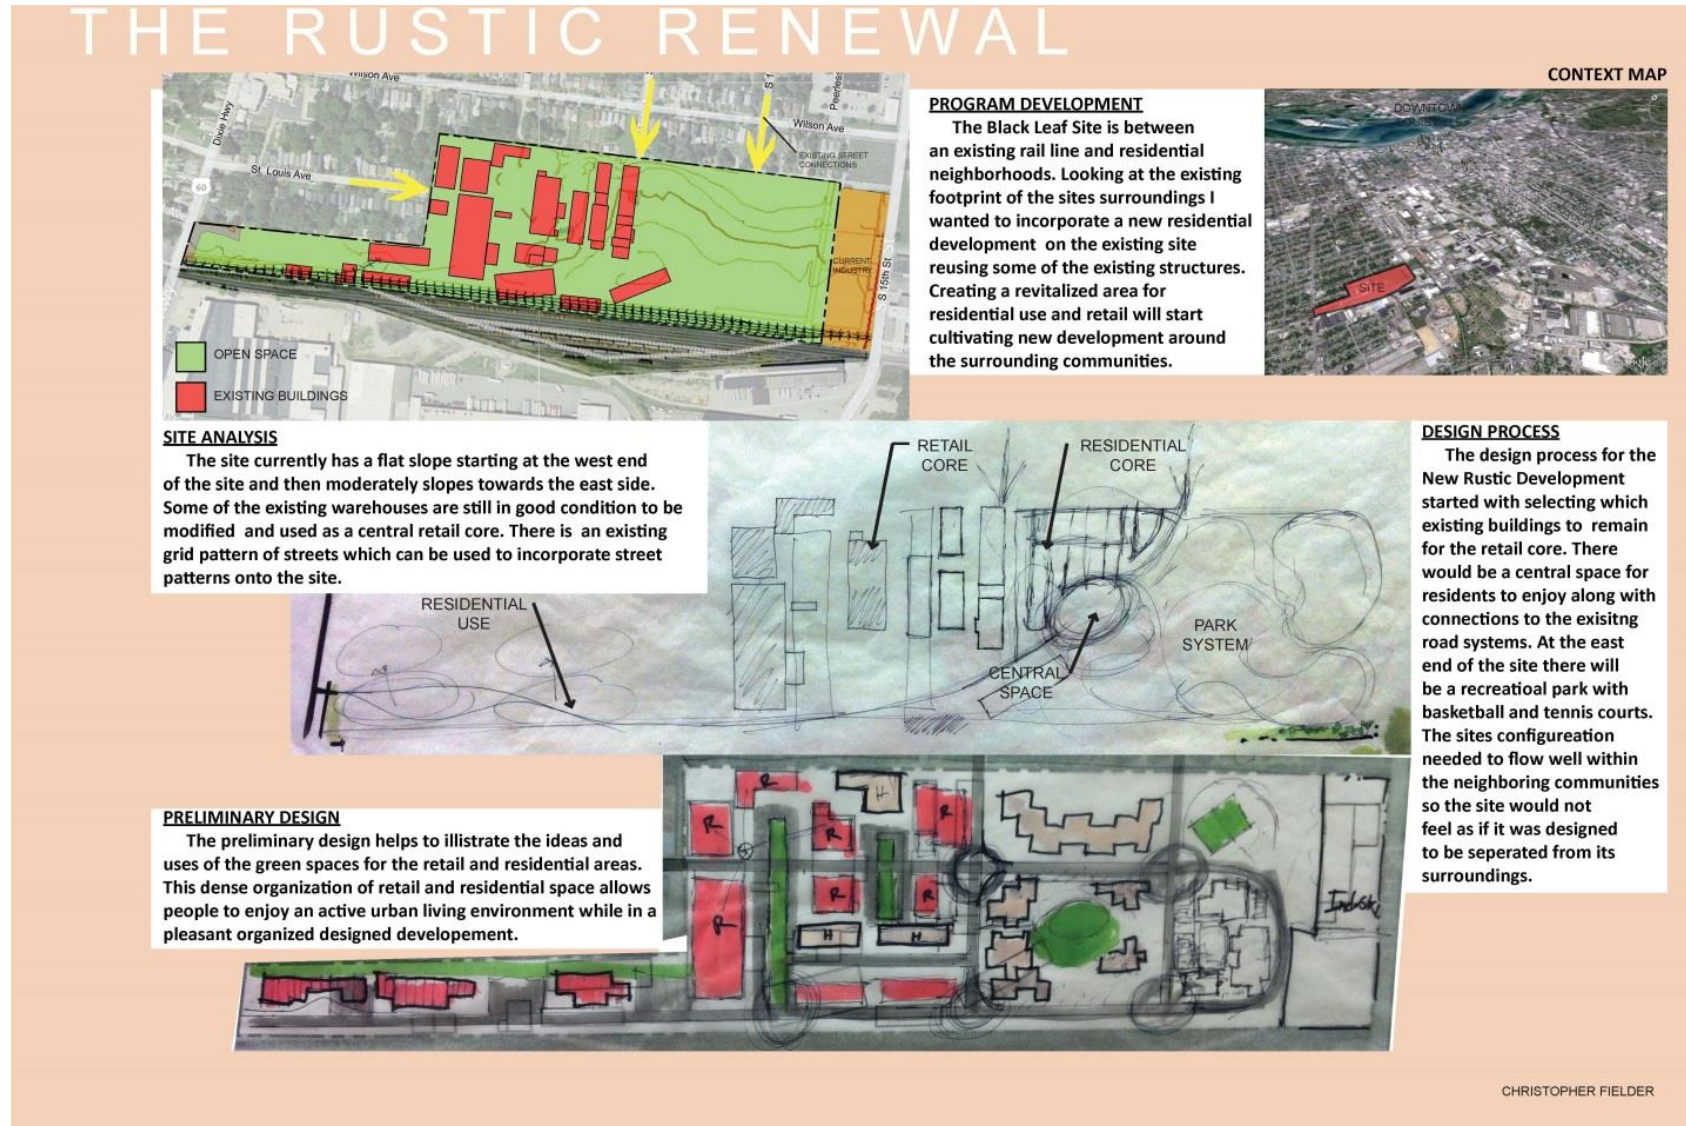 THE RUSTIC RENEWAL
CONTEXT MAP
Wilson Ave
S 1
Peerless
Dixie Hwy
Wilson Ave
EXISTING STREET
CONNECTIONS
St. Louis Ave
60
CURRENT
INDUSTRY
S 15th St
OPEN SPACE
EXISTING BUILDINGS
PROGRAM DEVELOPMENT
The Black Leaf Site is between
an existing rail line and residential
neighborhoods. Looking at the existing
footprint of the sites surroundings I
wanted to incorporate a new residential
development on the existing site
reusing some of the existing structures.
Creating a revitalized area for
residential use and retail will start
cultivating new development around
the surrounding communities.
DOWNTOWN
SITE
SITE ANALYSIS
The site currently has a flat slope starting at the west end
of the site and then moderately slopes towards the east side.
Some of the existing warehouses are still in good condition to be
modified and used as a central retail core. There is an existing
grid pattern of streets which can be used to incorporate street
patterns onto the site.
RETAIL
CORE
RESIDENTIAL
CORE
RESIDENTIAL
USE
PARK
SYSTEM
CENTRAL
SPACE
DESIGN PROCESS
The design process for the
New Rustic Development
started with selecting which
existing buildings to remain
for the retail core. There
would be a central space for
residents to enjoy along with
connections to the exisitng
road systems. At the east
end of the site there will
be a recreatioal park with
basketball and tennis courts.
The sites configureation
needed to flow well within
the neighboring communities
so the site would not
feel as if it was designed
to be seperated from its
surroundings.
PRELIMINARY DESIGN
The preliminary design helps to illistrate the ideas and
uses of the green spaces for the retail and residential areas.
This dense organization of retail and residential space allows
people to enjoy an active urban living environment while in a
pleasant organized designed developement.
R
H
R
R
R
R
R
R
H
H
CHRISTOPHER FIELDER